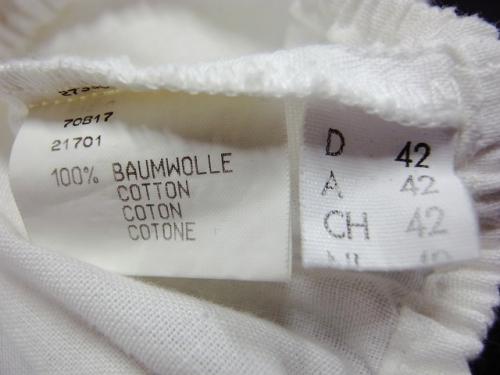 70817
21701
100% BAUMWOLLE
COTTON
COTON
COTONE
D 42
A 42
CH 42